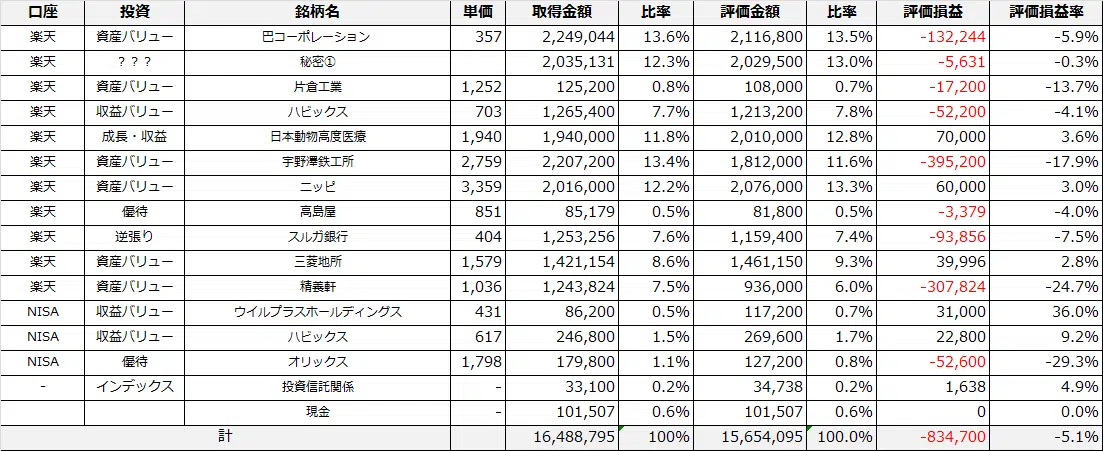 口座 投資 銘柄名 単価 取得金額 比率 評価金額 比率 評価損益 評価損益率
楽天 資産バリュー 巴コーポレーション 357 2,249,044 13.6% 2,116,800 13.5% -132,244 -5.9%
楽天 ？？？ 秘密① 2,035,131 12.3% 2,029,500 13.0% -5,631 -0.3%
楽天 資産バリュー 片倉工業 1,252 125,200 0.8% 108,000 0.7% -17,200 -13.7%
楽天 収益バリュー ハビックス 703 1,265,400 7.7% 1,213,200 7.8% -52,200 -4.1%
楽天 成長・収益 日本動物高度医療 1,940 1,940,000 11.8% 2,010,000 12.8% 70,000 3.6%
楽天 資産バリュー 宇野澤鉄工所 2,759 2,207,200 13.4% 1,812,000 11.6% -395,200 -17.9%
楽天 資産バリュー ニッピ 3,359 2,016,000 12.2% 2,076,000 13.3% 60,000 3.0%
楽天 優待 高島屋 851 85,179 0.5% 81,800 0.5% -3,379 -4.0%
楽天 逆張り スルガ銀行 404 1,253,256 7.6% 1,159,400 7.4% -93,856 -7.5%
楽天 資産バリュー 三菱地所 1,579 1,421,154 8.6% 1,461,150 9.3% 39,996 2.8%
楽天 資産バリュー 精養軒 1,036 1,243,824 7.5% 936,000 6.0% -307,824 -24.7%
NISA 収益バリュー ウイルプラスホールディングス 431 86,200 0.5% 117,200 0.7% 31,000 36.0%
NISA 収益バリュー ハビックス 617 246,800 1.5% 269,600 1.7% 22,800 9.2%
NISA 優待 オリックス 1,798 179,800 1.1% 127,200 0.8% -52,600 -29.3%
- インデックス 投資信託関係 - 33,100 0.2% 34,738 0.2% 1,638 4.9%
現金 - 101,507 0.6% 101,507 0.6% 0 0.0%
計 16,488,795 100% 15,654,095 100.0% -834,700 -5.1%